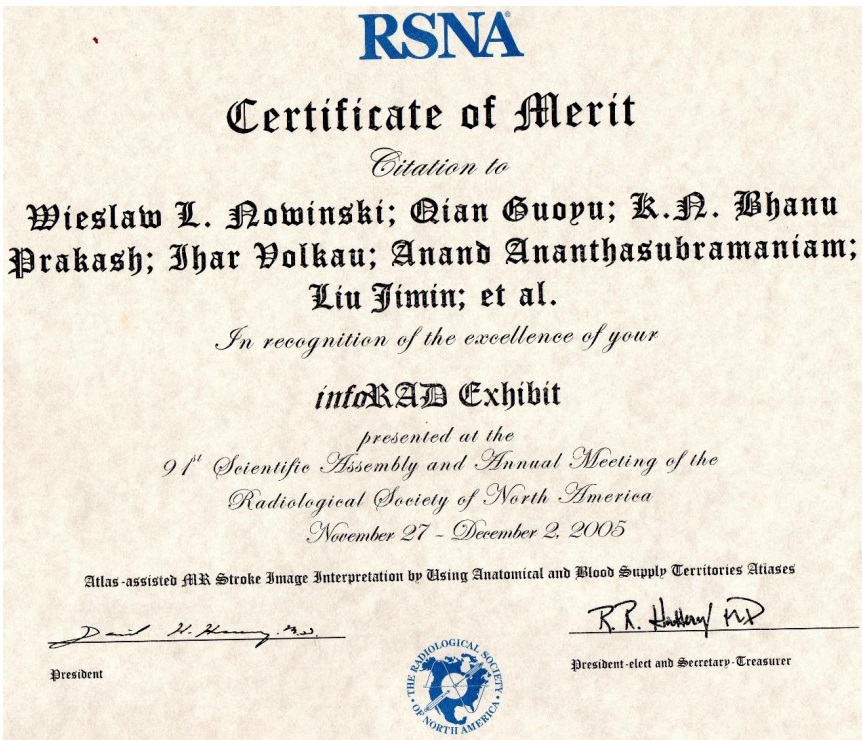 RSNA®
Certificate of Merit
Citation to
Wieslaw L. Nowinski; Qian Guoyu; K.N. Bhanu
Prakash; Ihar Volkau; Anand Ananthasubramaniam;
Liu Jimin; et al.
In recognition of the excellence of your
infoRAD Exhibit
presented at the
91st Scientific Assembly and Annual Meeting of the
Radiological Society of North America
November 27 - December 2, 2005
Atlas-assisted MR Stroke Image Interpretation by Using Anatomical and Blood Supply Territories Atlases
President
President-elect and Secretary-Treasurer
THE RADIOLOGICAL SOCIETY
OF NORTH AMERICA